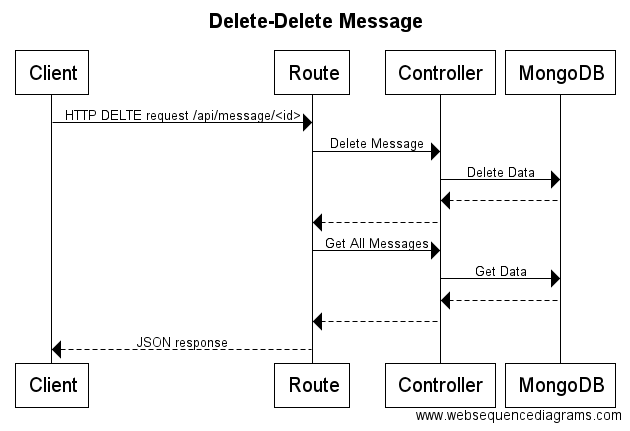 Delete-Delete Message
Client
Route
Controller
MongoDB
HTTP DELTE request /api/message/<id>
Delete Message
Delete Data
Get All Messages
Get Data
JSON response
Client
Route
Controller
MongoDB
www.websequencediagrams.com